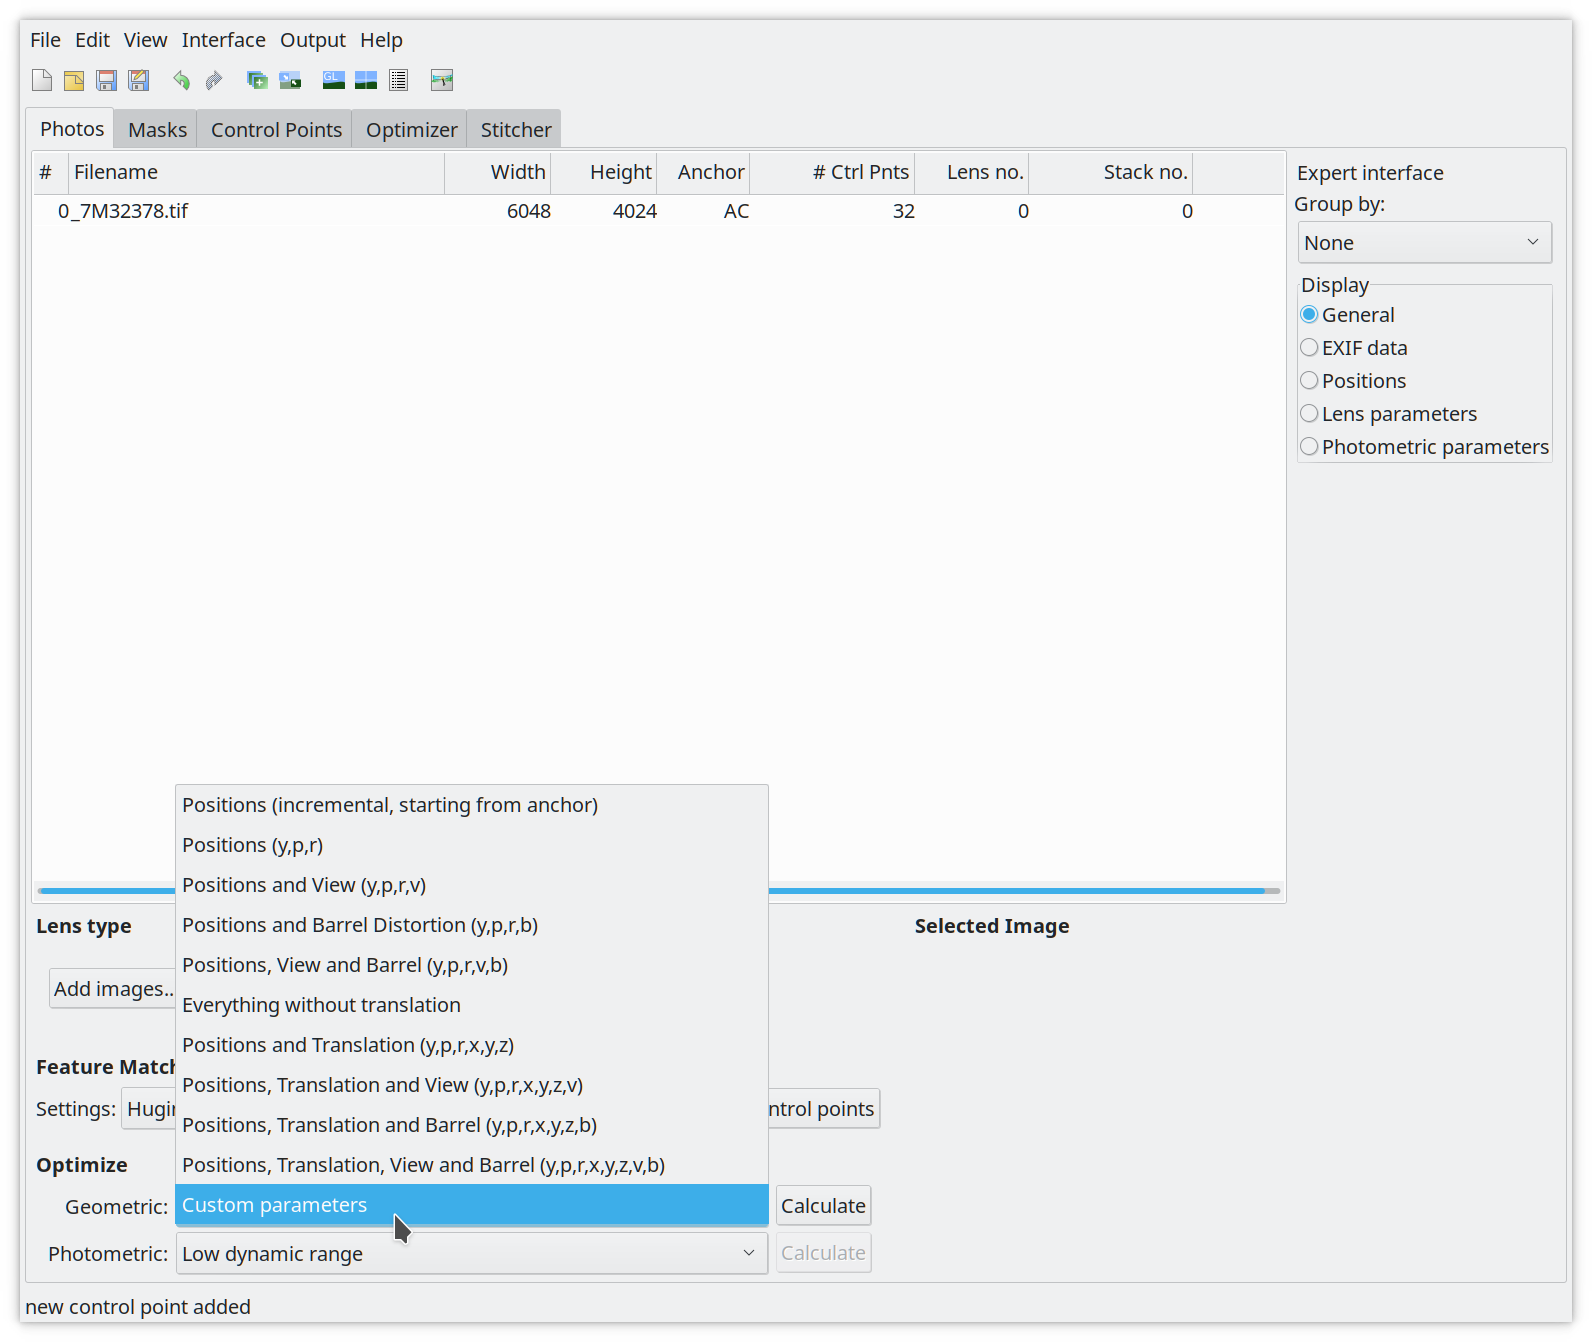 File Edit View Interface Output Help
GL
Photos Masks Control Points Optimizer Stitcher
# Filename Width Height Anchor # Ctrl Pnts Lens no. Stack no.
0 _7M32378.tif 6048 4024 AC 32 0 0
Expert interface
Group by:
None
Display
General
EXIF data
Positions
Lens parameters
Photometric parameters
Positions (incremental, starting from anchor)
Positions (y,p,r)
Positions and View (y,p,r,v)
Positions and Barrel Distortion (y,p,r,b)
Positions, View and Barrel (y,p,r,v,b)
Everything without translation
Positions and Translation (y,p,r,x,y,z)
Positions, Translation and View (y,p,r,x,y,z,v)
Positions, Translation and Barrel (y,p,r,x,y,z,b)
Positions, Translation, View and Barrel (y,p,r,x,y,z,v,b)
Custom parameters
Lens type
Selected Image
Add images..
Feature Match
Settings: Hugin
ntrol points
Optimize
Geometric:
Calculate
Photometric: Low dynamic range Calculate
new control point added